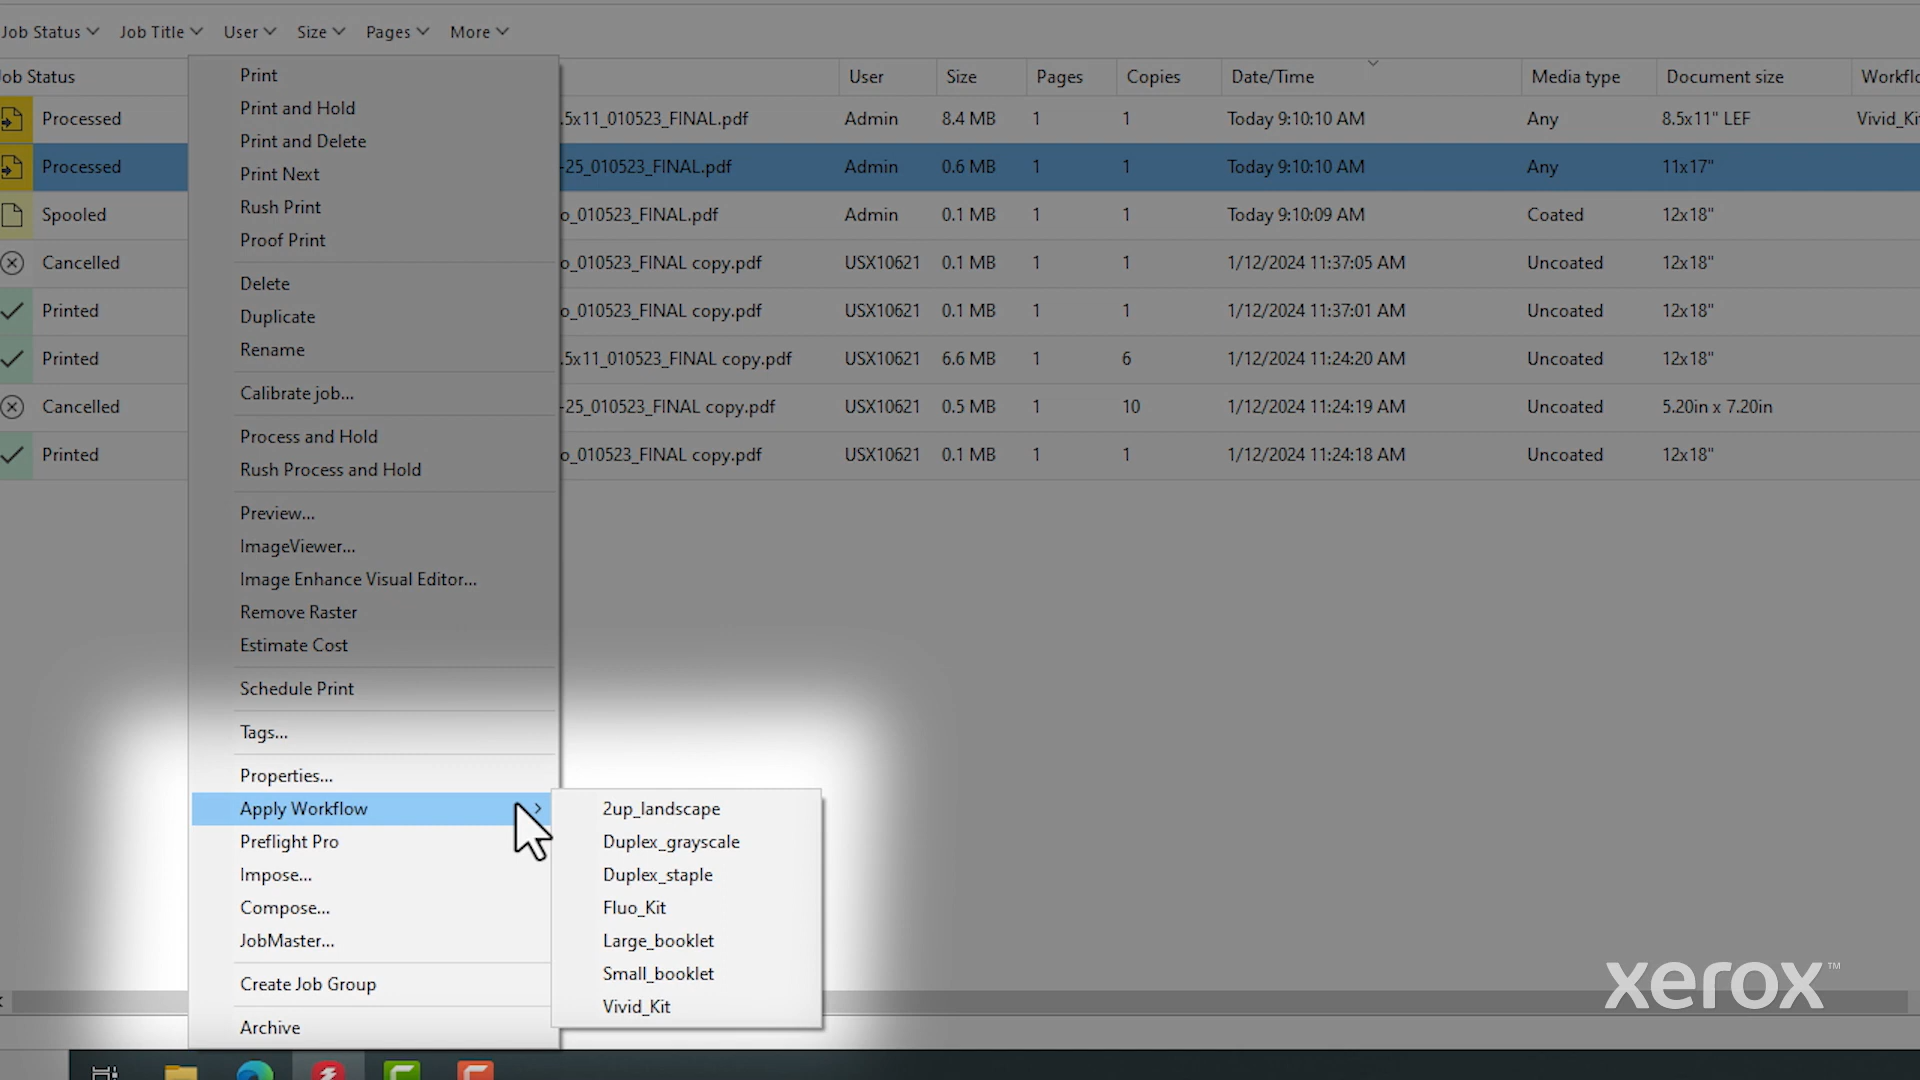 Job Status Job Title User Size Pages More
Job Status User Size Pages Copies Date/Time Media type Document size Workflo
Processed .5x11_010523_FINAL.pdf Admin 8.4 MB 1 1 Today 9:10:10 AM Any 8.5x11" LEF Vivid_Ki
Processed -25_010523_FINAL.pdf Admin 0.6 MB 1 1 Today 9:10:10 AM Any 11x17"
Spooled o_010523_FINAL.pdf Admin 0.1 MB 1 1 Today 9:10:09 AM Coated 12x18"
Cancelled o_010523_FINAL copy.pdf USX10621 0.1 MB 1 1 1/12/2024 11:37:05 AM Uncoated 12x18"
Printed o_010523_FINAL copy.pdf USX10621 0.1 MB 1 1 1/12/2024 11:37:01 AM Uncoated 12x18"
Printed .5x11_010523_FINAL copy.pdf USX10621 6.6 MB 1 6 1/12/2024 11:24:20 AM Uncoated 12x18"
Cancelled -25_010523_FINAL copy.pdf USX10621 0.5 MB 1 10 1/12/2024 11:24:19 AM Uncoated 5.20in x 7.20in
Printed o_010523_FINAL copy.pdf USX10621 0.1 MB 1 1 1/12/2024 11:24:18 AM Uncoated 12x18"
Print
Print and Hold
Print and Delete
Print Next
Rush Print
Proof Print
Delete
Duplicate
Rename
Calibrate job...
Process and Hold
Rush Process and Hold
Preview...
ImageViewer...
Image Enhance Visual Editor...
Remove Raster
Estimate Cost
Schedule Print
Tags...
Properties...
Apply Workflow
Preflight Pro
Impose...
Compose...
JobMaster...
Create Job Group
Archive
2up_landscape
Duplex_grayscale
Duplex_staple
Fluo_Kit
Large_booklet
Small_booklet
Vivid_Kit
xerox™